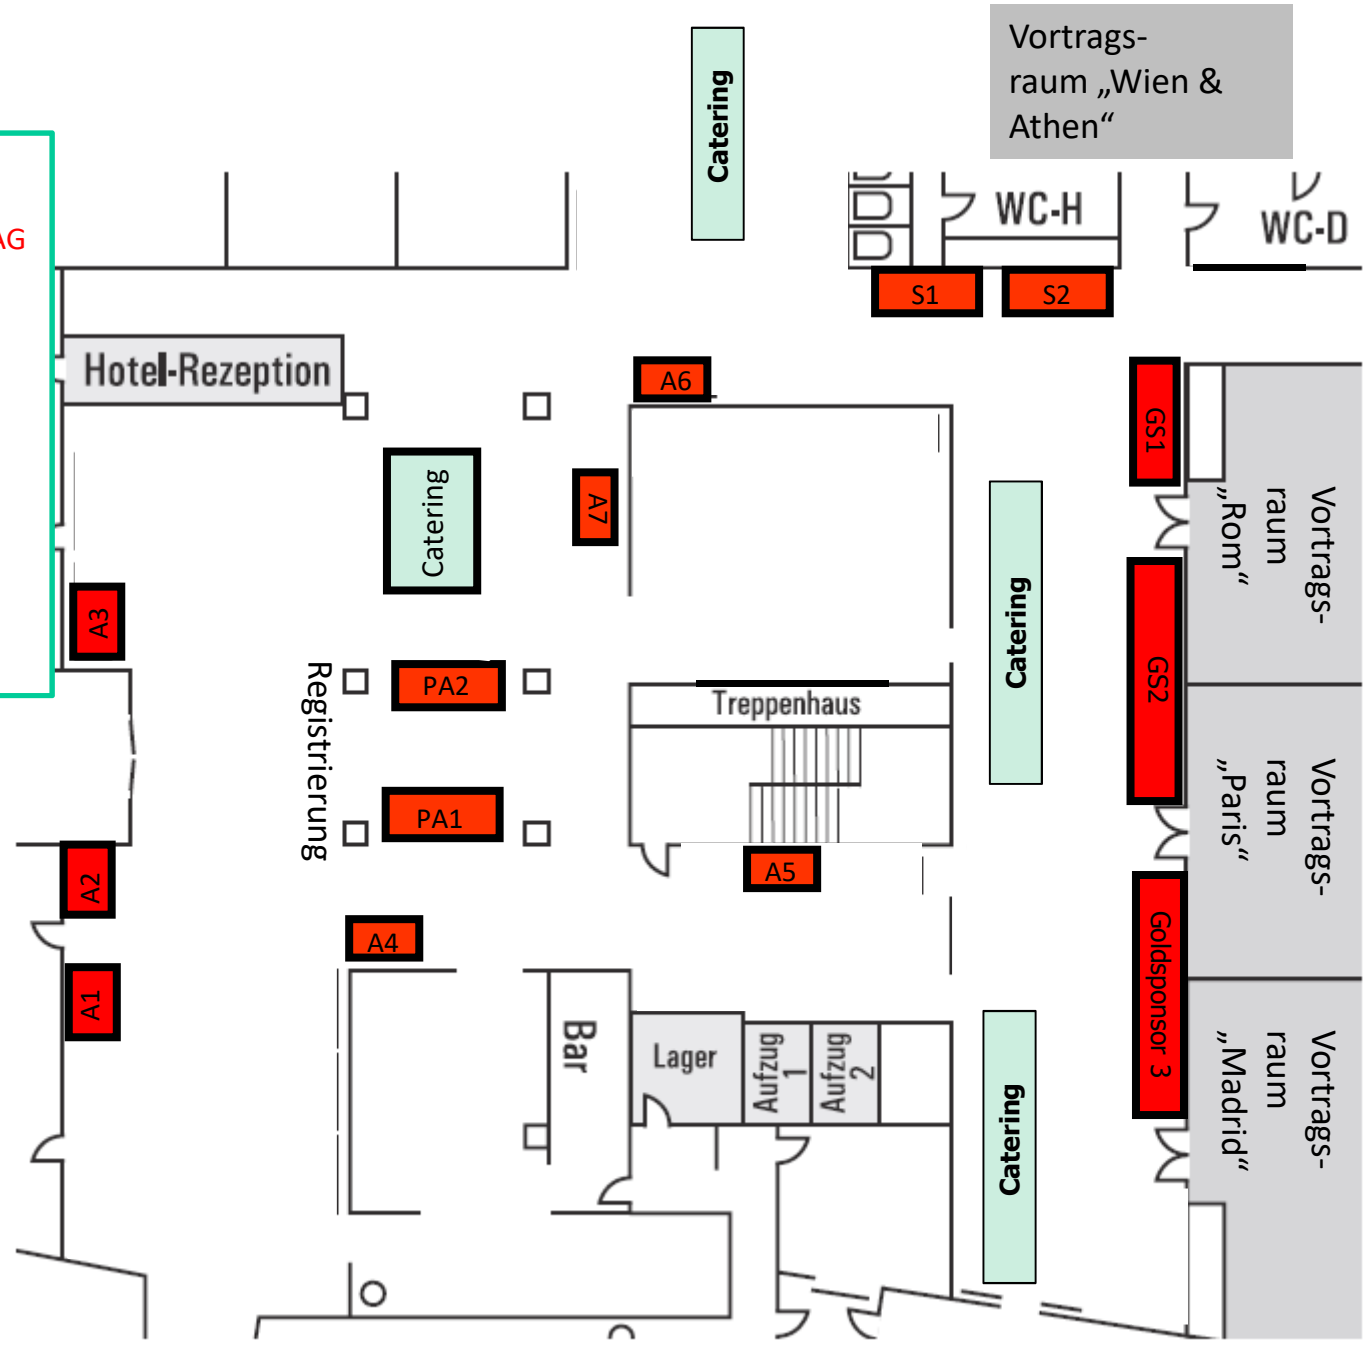 Vortrags-
raum „Wien &
Athen“
Catering
AG
WC-H
WC-D
S1
S2
Hotel-Rezeption
A6
GS1
Catering
A7
Vortrags-
raum
„Rom“
A3
Catering
Registrierung
PA2
GS2
Treppenhaus
PA1
Vortrags-
raum
„Paris“
A2
A5
A4
A1
Goldsponsor 3
Bar
Lager
Aufzug
1
Aufzug
2
Catering
Vortrags-
raum
„Madrid“